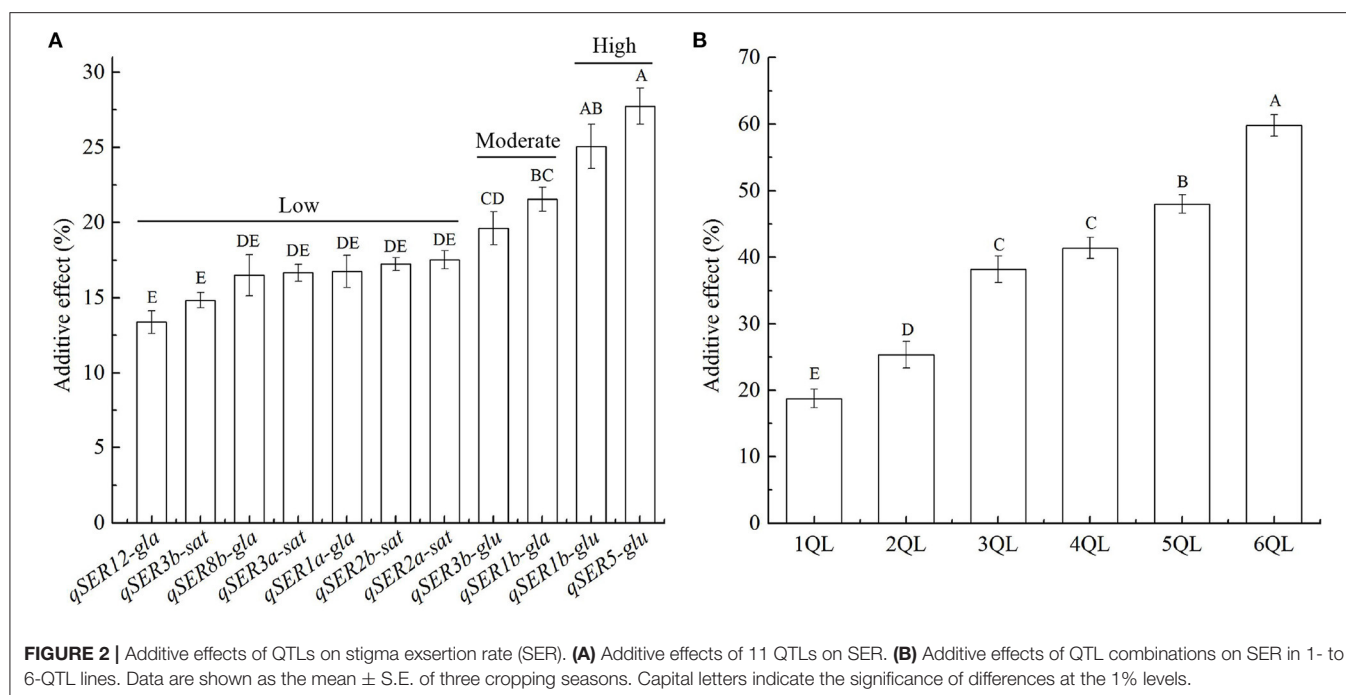 A
High
A
AB
Moderate
BC
CD
Low
DE
DE
DE
DE
DE
E
E
Additive effect (%)
30
25
20
15
10
5
0
qSER12-gla
qSER3b-sat
qSER8b-gla
qSER3a-sat
qSER1a-gla
qSER2b-sat
qSER2a-sat
qSER3b-glu
qSER1b-gla
qSER1b-glu
qSER5-glu
B
Additive effect (%)
70
60
50
40
30
20
10
0
E
D
C
C
B
A
1QL
2QL
3QL
4QL
5QL
6QL
FIGURE 2 | Additive effects of QTLs on stigma exsertion rate (SER). (A) Additive effects of 11 QTLs on SER. (B) Additive effects of QTL combinations on SER in 1- to
6-QTL lines. Data are shown as the mean ± S.E. of three cropping seasons. Capital letters indicate the significance of differences at the 1% levels.